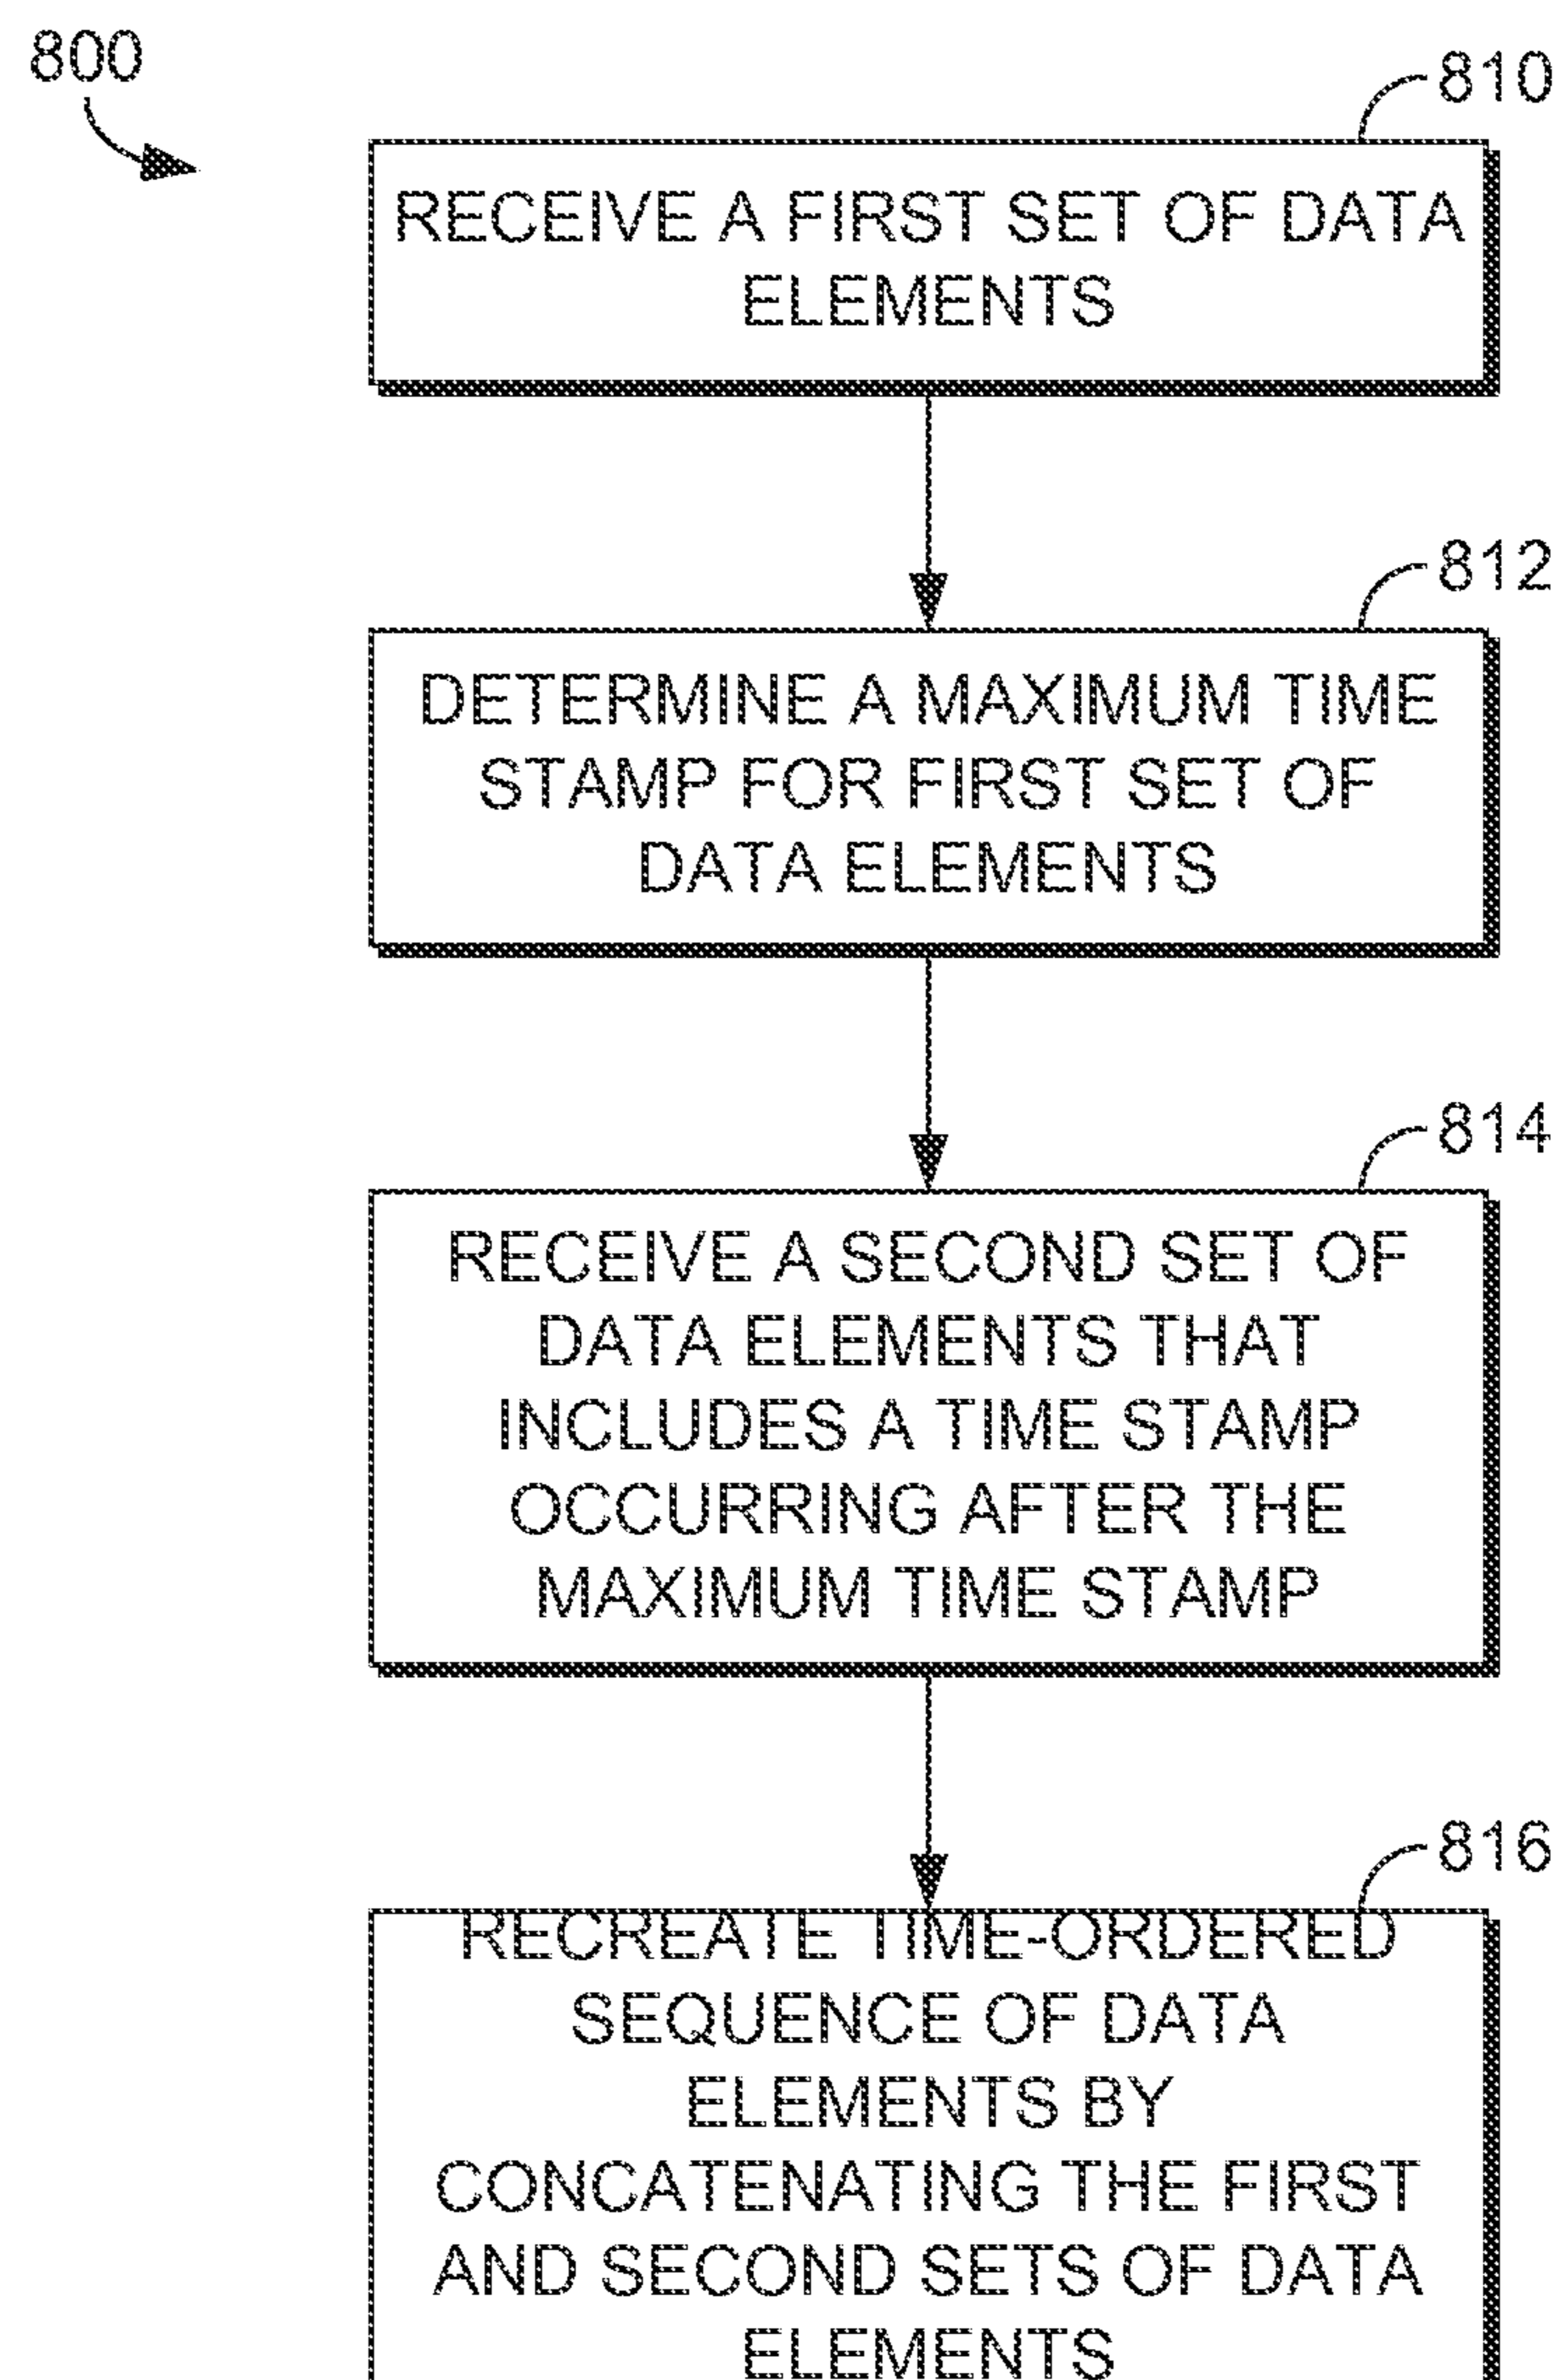 800
810
RECEIVE A FIRST SET OF DATA
ELEMENTS
812
DETERMINE A MAXIMUM TIME
STAMP FOR FIRST SET OF
DATA ELEMENTS
814
RECEIVE A SECOND SET OF
DATA ELEMENTS THAT
INCLUDES A TIME STAMP
OCCURRING AFTER THE
MAXIMUM TIME STAMP
816
RECREATE TIME-ORDERED
SEQUENCE OF DATA
ELEMENTS BY
CONCATENATING THE FIRST
AND SECOND SETS OF DATA
ELEMENTS